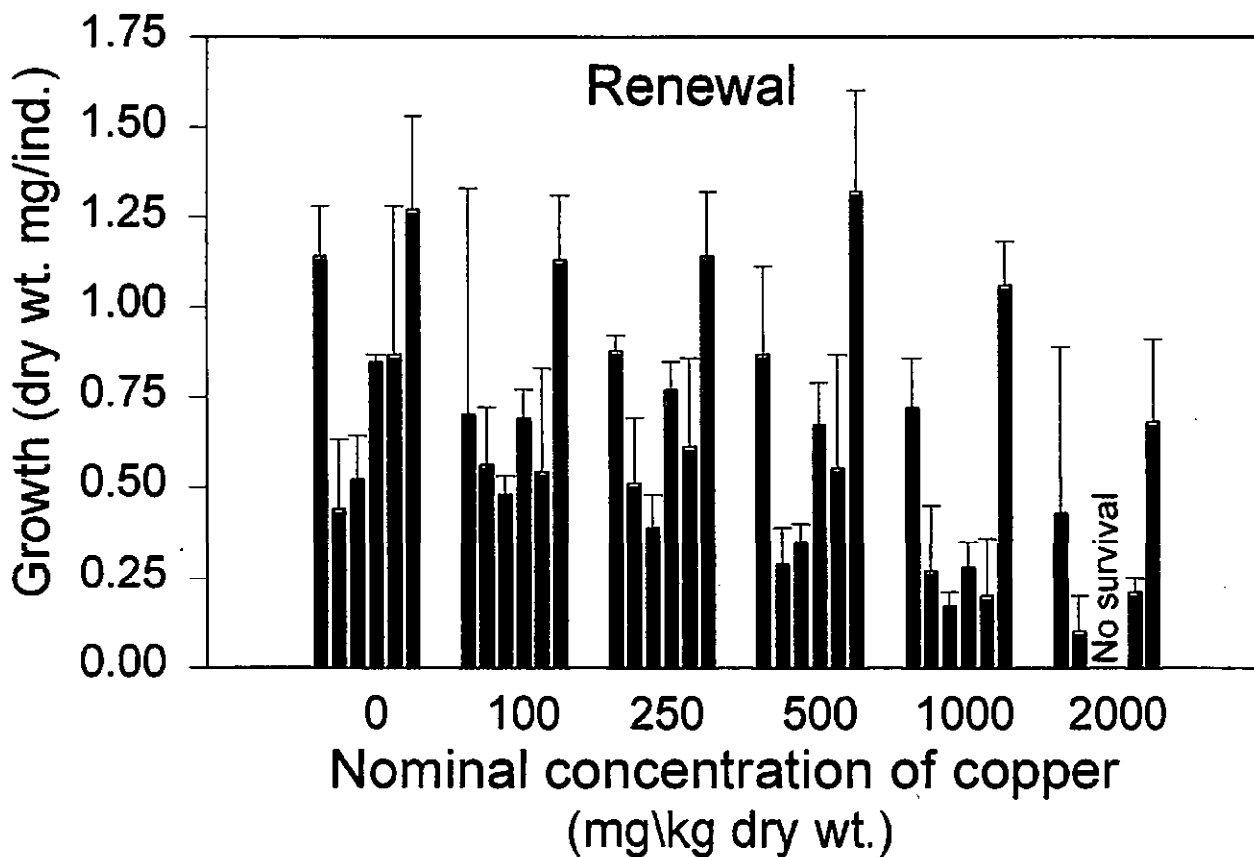 Renewal
Growth (dry wt. mg/ind.)
1.75
1.50
1.25
1.00
0.75
0.50
0.25
0.00
No survival
0 100 250 500 1000 2000
Nominal concentration of copper
(mg\kg dry wt.)